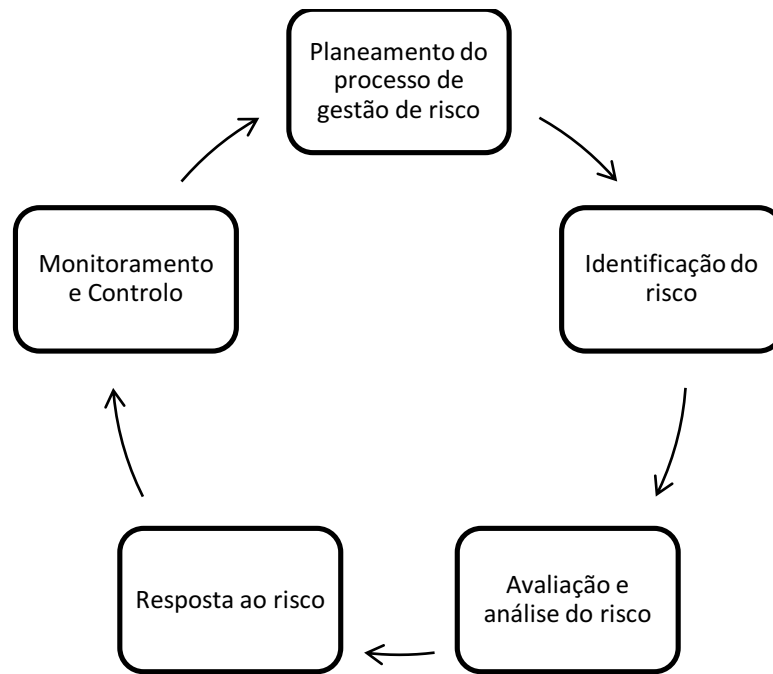 Planeamento do
processo de
gestão de risco
Identificação do
risco
Avaliação e
análise do risco
Resposta ao risco
Monitoramento
e Controlo